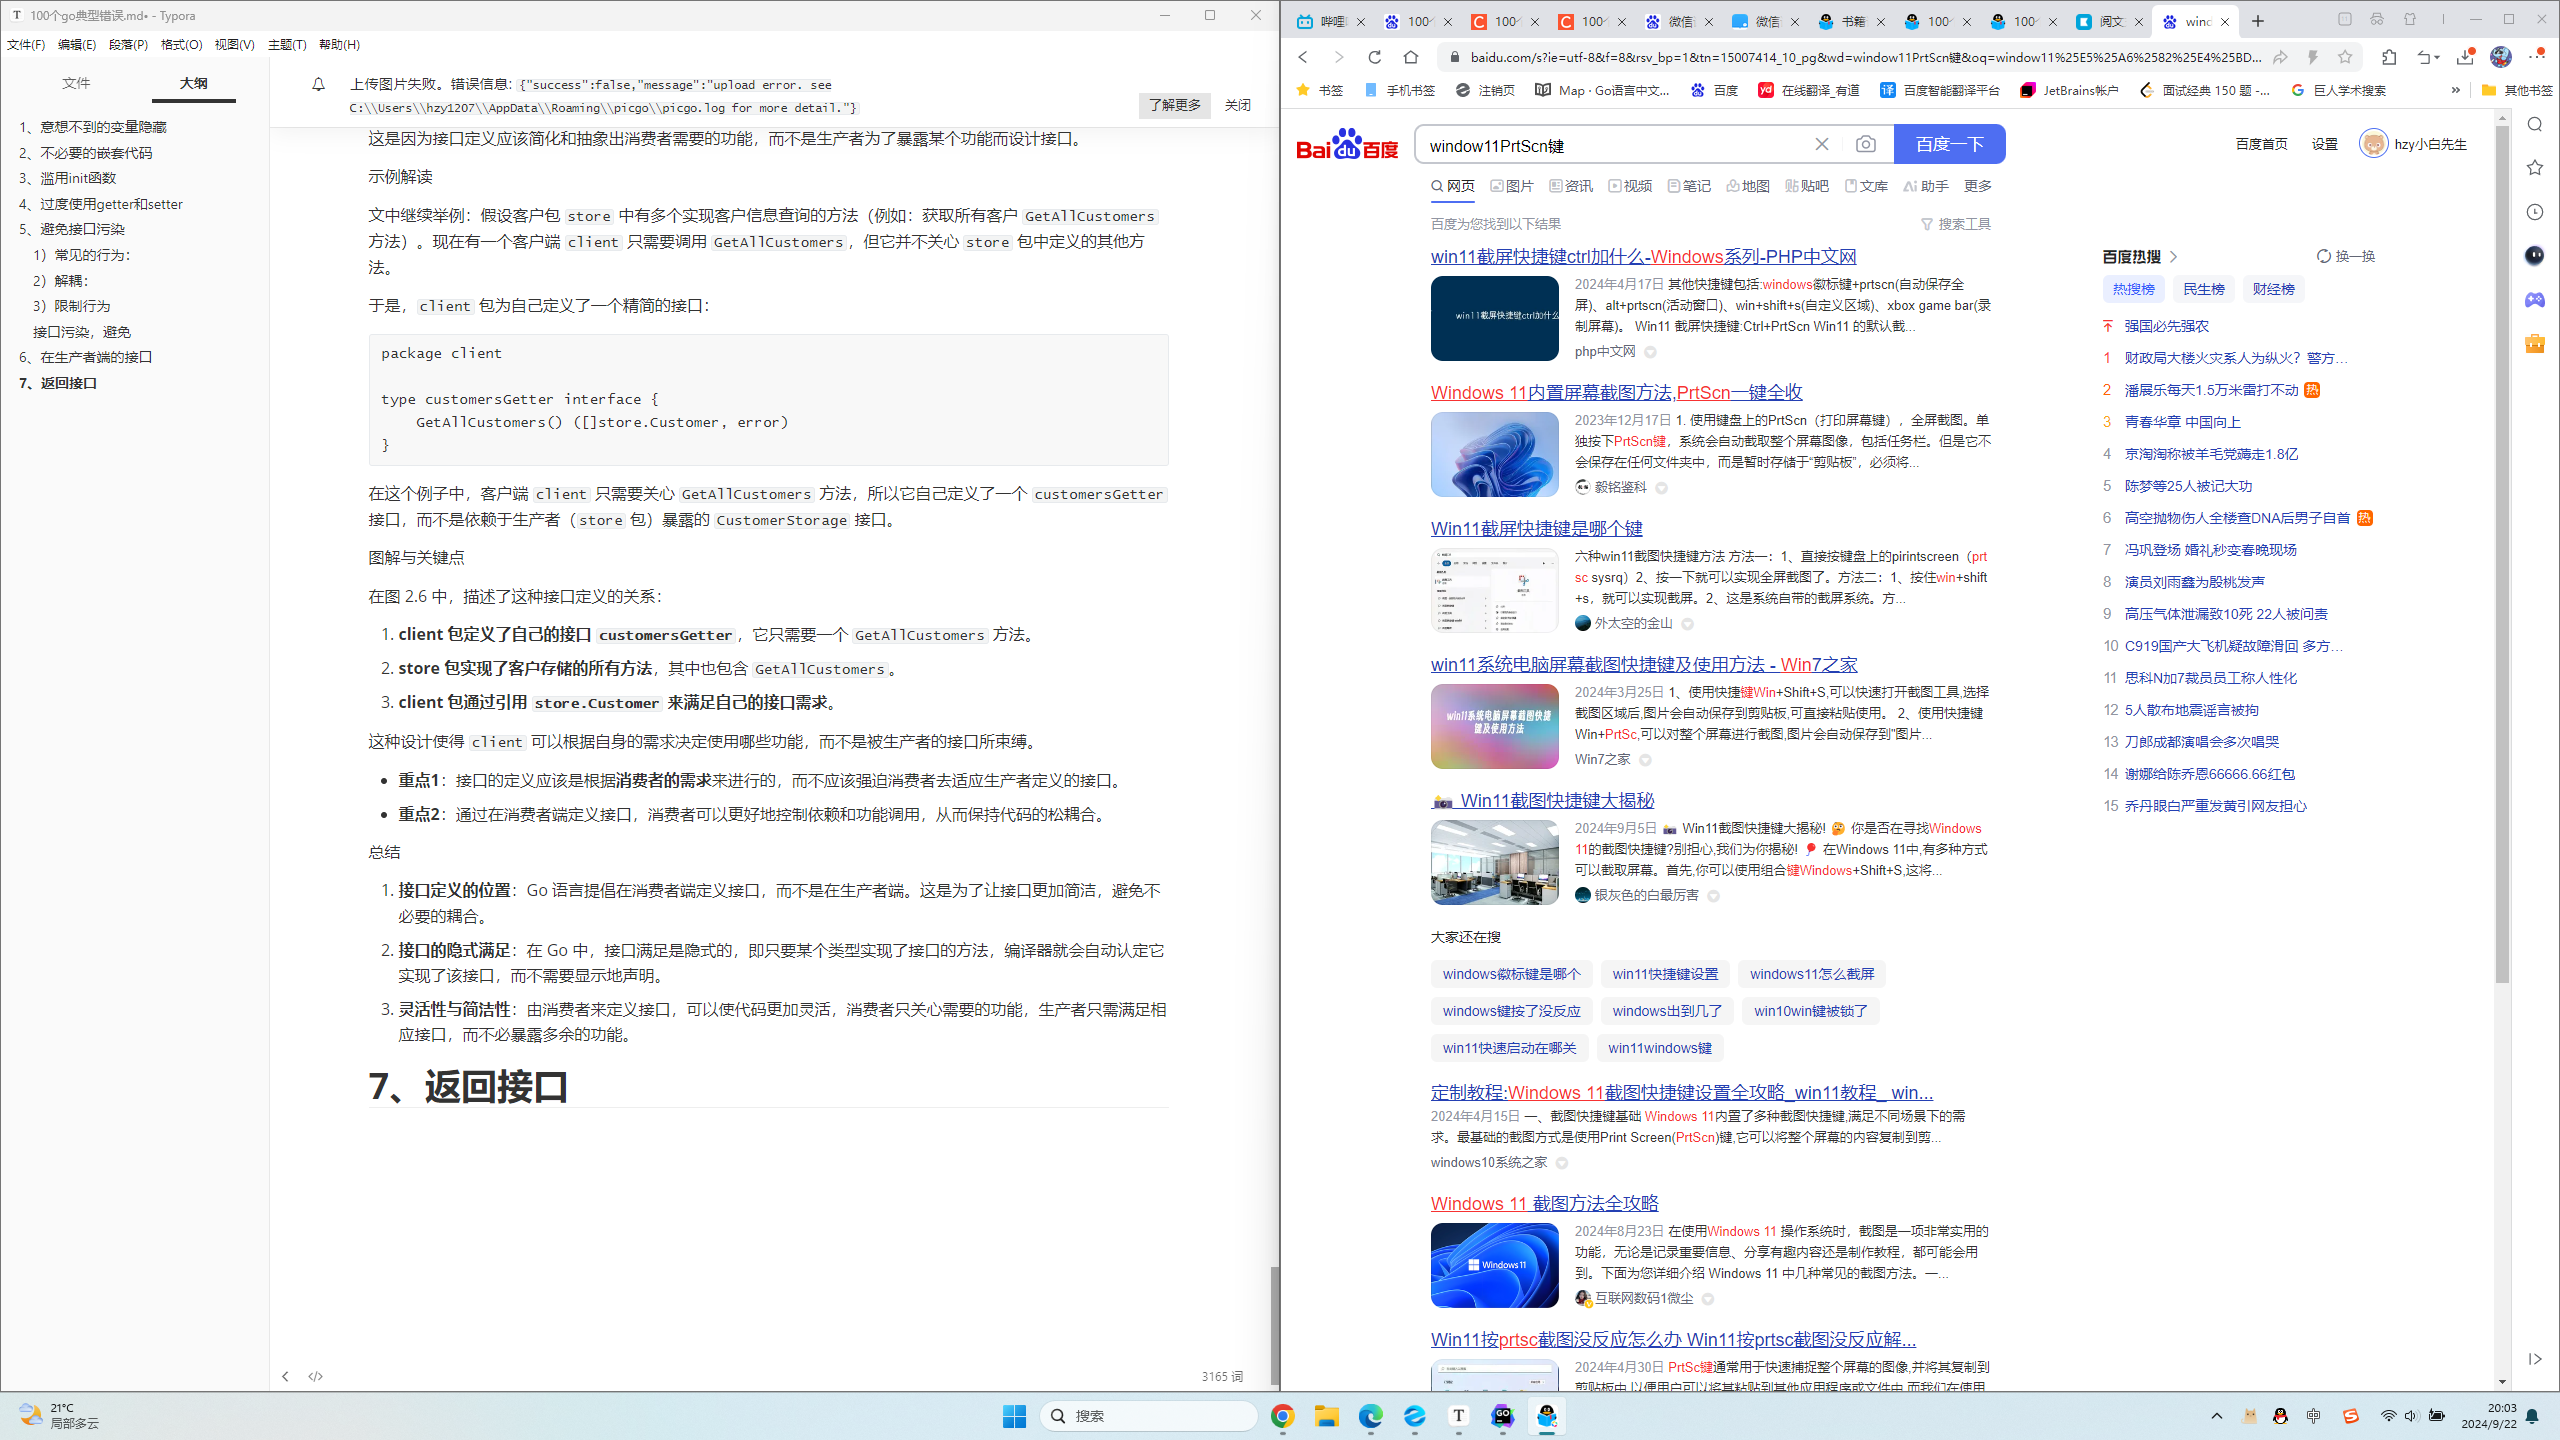 100个go典型错误.md• - Typora
文件(F) 编辑(E) 段落(P) 格式(O) 视图(V) 主题(T) 帮助(H)
文件 大纲
1、意想不到的变量隐藏
2、不必要的嵌套代码
3、滥用init函数
4、过度使用getter和setter
5、避免接口污染
1）常见的行为：
2）解耦：
3）限制行为
接口污染，避免
6、在生产者端的接口
7、返回接口
上传图片失败。错误信息: {"success":false,"message":"upload error. see
C:\\Users\\hzy1207\\AppData\\Roaming\\picgo\\picgo.log for more detail."}
了解更多 关闭
这是因为接口定义应该简化和抽象出消费者需要的功能，而不是生产者为了暴露某个功能而设计接口。
示例解读
文中继续举例：假设客户包 store 中有多个实现客户信息查询的方法（例如：获取所有客户 GetAllCustomers
方法）。现在有一个客户端 client 只需要调用 GetAllCustomers，但它并不关心 store 包中定义的其他方
法。
于是，client 包为自己定义了一个精简的接口：
package client
type customersGetter interface {
GetAllCustomers() ([]store.Customer, error)
}
在这个例子中，客户端 client 只需要关心 GetAllCustomers 方法，所以它自己定义了一个 customersGetter
接口，而不是依赖于生产者（store 包）暴露的 CustomerStorage 接口。
图解与关键点
在图 2.6 中，描述了这种接口定义的关系：
1. client 包定义了自己的接口 customersGetter，它只需要一个 GetAllCustomers 方法。
2. store 包实现了客户存储的所有方法，其中也包含 GetAllCustomers。
3. client 包通过引用 store.Customer 来满足自己的接口需求。
这种设计使得 client 可以根据自身的需求决定使用哪些功能，而不是被生产者的接口所束缚。
• 重点1：接口的定义应该是根据消费者的需求来进行的，而不应该强迫消费者去适应生产者定义的接口。
• 重点2：通过在消费者端定义接口，消费者可以更好地控制依赖和功能调用，从而保持代码的松耦合。
总结
1. 接口定义的位置：Go 语言提倡在消费者端定义接口，而不是在生产者端。这是为了让接口更加简洁，避免不
必要的耦合。
2. 接口的隐式满足：在 Go 中，接口满足是隐式的，即只要某个类型实现了接口的方法，编译器就会自动认定它
实现了该接口，而不需要显示地声明。
3. 灵活性与简洁性：由消费者来定义接口，可以使代码更加灵活，消费者只关心需要的功能，生产者只需满足相
应接口，而不必暴露多余的功能。
7、返回接口
3165 词
哔哩 100 100 100 微信 微信 书籍 100 100 阅文 wind
baidu.com/s?ie=utf-8&f=8&rsv_bp=1&tn=15007414_10_pg&wd=window11PrtScn键&oq=window11%25E5%25A6%2582%25E4%25BD...
书签 手机书签 注销页 Map · Go语言中文... 百度 在线翻译_有道 百度智能翻译平台 JetBrains帐户 面试经典 150 题 -... 巨人学术搜索 » 其他书签
Bai du 百度 window11PrtScn键 百度一下 百度首页 设置 hzy小白先生
网页 图片 资讯 视频 笔记 地图 贴吧 文库 助手 更多
百度为您找到以下结果 搜索工具
win11截屏快捷键ctrl加什么-Windows系列-PHP中文网
win11截屏快捷键ctrl加什么
2024年4月17日 其他快捷键包括:windows徽标键+prtscn(自动保存全
屏)、alt+prtscn(活动窗口)、win+shift+s(自定义区域)、xbox game bar(录
制屏幕)。 Win11 截屏快捷键:Ctrl+PrtScn Win11 的默认截...
php中文网
Windows 11内置屏幕截图方法,PrtScn一键全收
2023年12月17日 1. 使用键盘上的PrtScn（打印屏幕键），全屏截图。单
独按下PrtScn键，系统会自动截取整个屏幕图像，包括任务栏。但是它不
会保存在任何文件夹中，而是暂时存储于“剪贴板”，必须将...
毅铭鉴科
Win11截屏快捷键是哪个键
六种win11截图快捷键方法 方法一：1、直接按键盘上的pirintscreen（prt
sc sysrq）2、按一下就可以实现全屏截图了。方法二：1、按住win+shift
+s，就可以实现截屏。2、这是系统自带的截屏系统。方...
外太空的金山
win11系统电脑屏幕截图快捷键及使用方法 - Win7之家
win11系统电脑屏幕截图快捷
键及使用方法
2024年3月25日 1、使用快捷键Win+Shift+S,可以快速打开截图工具,选择
截图区域后,图片会自动保存到剪贴板,可直接粘贴使用。 2、使用快捷键
Win+PrtSc,可以对整个屏幕进行截图,图片会自动保存到"图片...
Win7之家
📸 Win11截图快捷键大揭秘
2024年9月5日 📸 Win11截图快捷键大揭秘! 🤔 你是否在寻找Windows
11的截图快捷键?别担心,我们为你揭秘! 🎈 在Windows 11中,有多种方式
可以截取屏幕。首先,你可以使用组合键Windows+Shift+S,这将...
银灰色的白最厉害
大家还在搜
windows徽标键是哪个 win11快捷键设置 windows11怎么截屏
windows键按了没反应 windows出到几了 win10win键被锁了
win11快速启动在哪关 win11windows键
定制教程:Windows 11截图快捷键设置全攻略_win11教程_ win...
2024年4月15日 一、截图快捷键基础 Windows 11内置了多种截图快捷键,满足不同场景下的需
求。最基础的截图方式是使用Print Screen(PrtScn)键,它可以将整个屏幕的内容复制到剪...
windows10系统之家
Windows 11 截图方法全攻略
Windows 11
2024年8月23日 在使用Windows 11 操作系统时，截图是一项非常实用的
功能，无论是记录重要信息、分享有趣内容还是制作教程，都可能会用
到。下面为您详细介绍 Windows 11 中几种常见的截图方法。一...
互联网数码1微尘
Win11按prtsc截图没反应怎么办 Win11按prtsc截图没反应解...
2024年4月30日 PrtSc键通常用于快速捕捉整个屏幕的图像,并将其复制到
剪贴板中,以便用户可以将其粘贴到其他应用程序或文件中,而我们在使用
百度热搜 换一换
热搜榜 民生榜 财经榜
强国必先强农
1 财政局大楼火灾系人为纵火？警方...
2 潘展乐每天1.5万米雷打不动 热
3 青春华章 中国向上
4 京淘淘称被羊毛党薅走1.8亿
5 陈梦等25人被记大功
6 高空抛物伤人全楼查DNA后男子自首 热
7 冯巩登场 婚礼秒变春晚现场
8 演员刘雨鑫为殷桃发声
9 高压气体泄漏致10死 22人被问责
10 C919国产大飞机疑故障滑回 多方...
11 思科N加7裁员员工称人性化
12 5人散布地震谣言被拘
13 刀郎成都演唱会多次唱哭
14 谢娜给陈乔恩66666.66红包
15 乔丹眼白严重发黄引网友担心
21°C
局部多云
搜索
中
20:03
2024/9/22